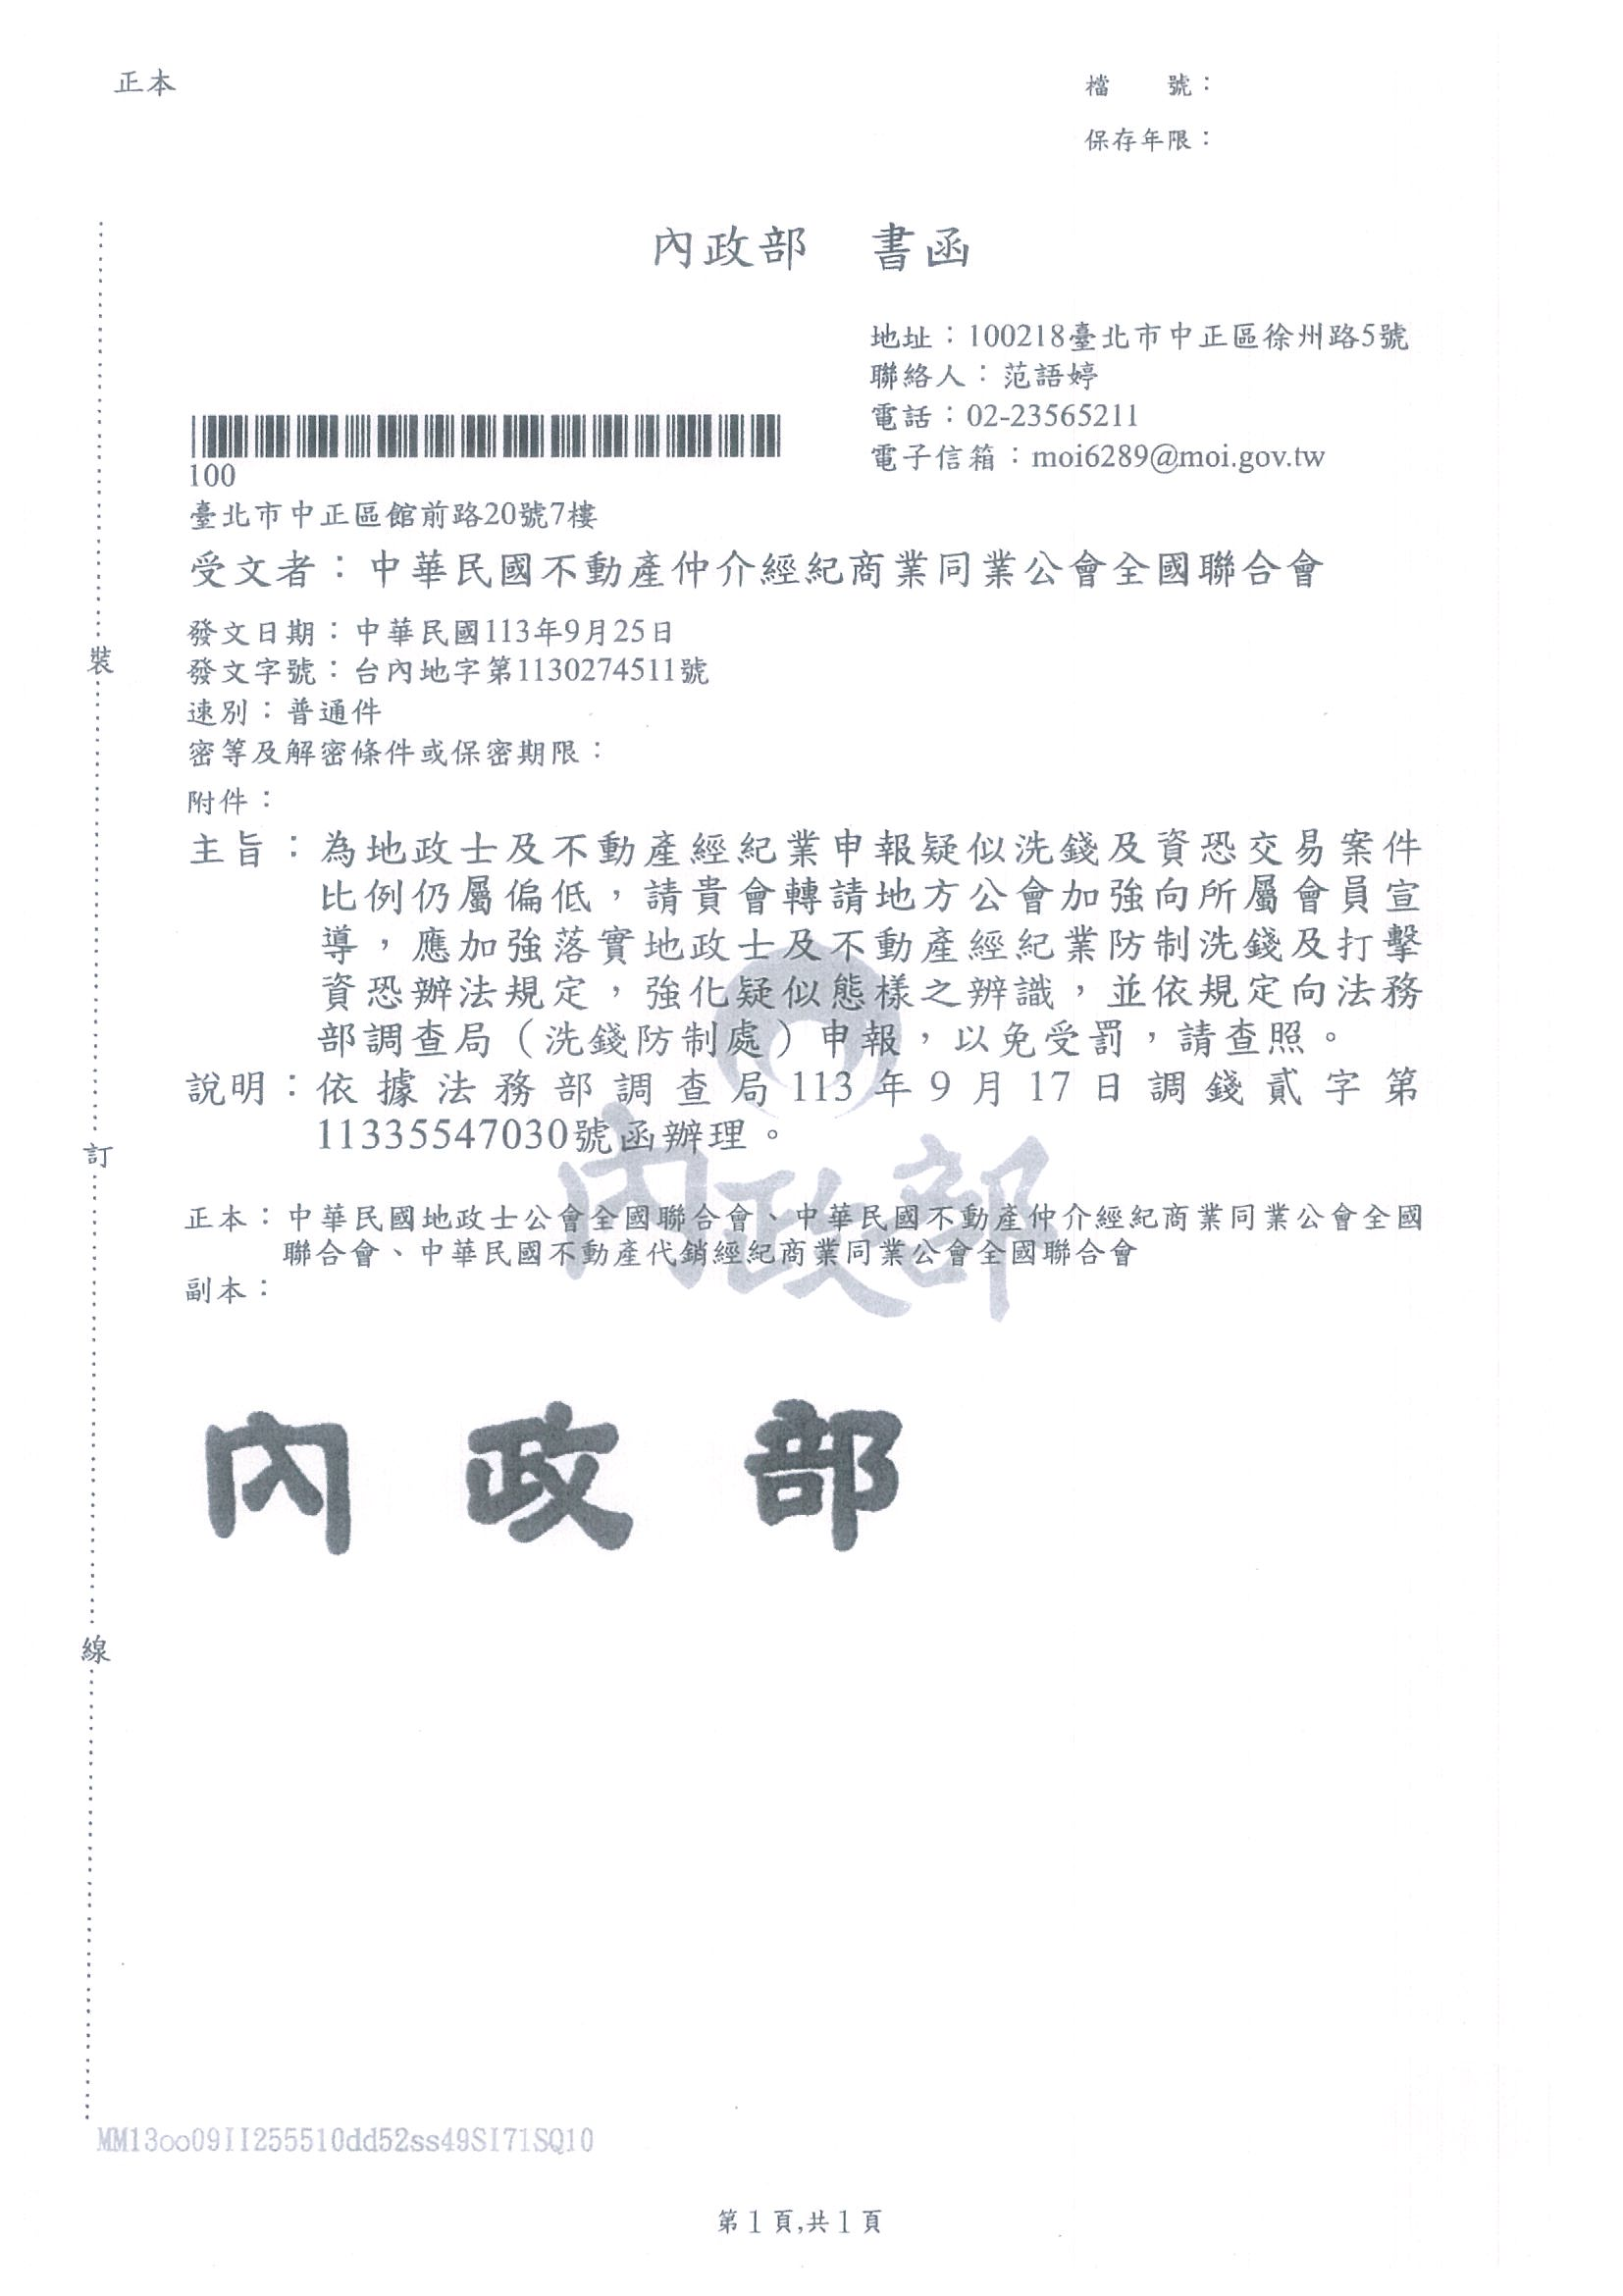 正本
檔　　號：
保存年限：
內政部　書函
地址：100218臺北市中正區徐州路5號
聯絡人：范語婷
電話：02-23565211
電子信箱：moi6289@moi.gov.tw
100
臺北市中正區館前路20號7樓
受文者：中華民國不動產仲介經紀商業同業公會全國聯合會
發文日期：中華民國113年9月25日
發文字號：台內地字第1130274511號
速別：普通件
密等及解密條件或保密期限：
附件：
主旨：為地政士及不動產經紀業申報疑似洗錢及資恐交易案件
比例仍屬偏低，請貴會轉請地方公會加強向所屬會員宣
導，應加強落實地政士及不動產經紀業防制洗錢及打擊
資恐辦法規定，強化疑似態樣之辨識，並依規定向法務
部調查局（洗錢防制處）申報，以免受罰，請查照。
說明：依據法務部調查局113年9月17日調錢貳字第
11335547030號函辦理。
正本：中華民國地政士公會全國聯合會、中華民國不動產仲介經紀商業同業公會全國
聯合會、中華民國不動產代銷經紀商業同業公會全國聯合會
副本：
內政部
內政部
裝
訂
線
MM13oo09II255510dd52ss49SI71SQ10
第1頁,共1頁